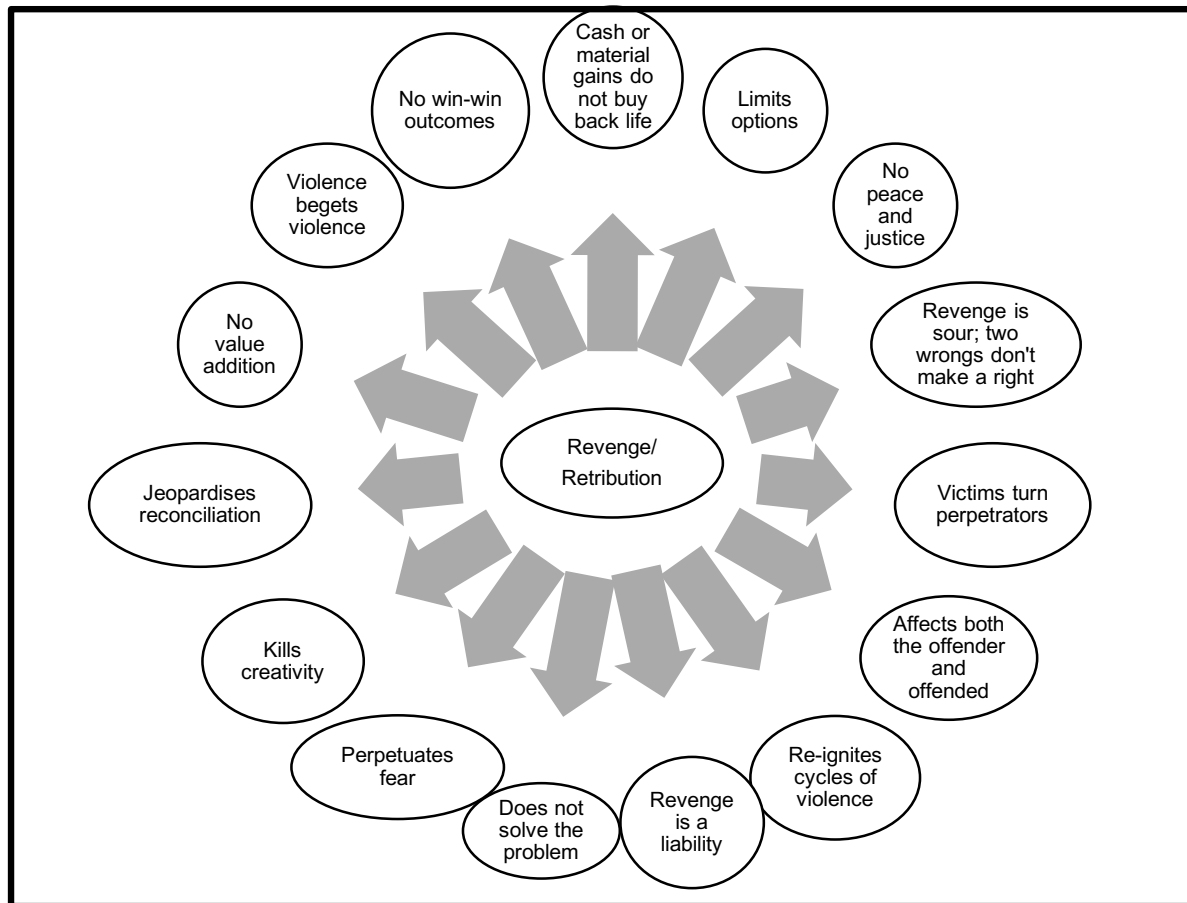 Cash or
material
gains do
not buy
back life
Limits
options
No
peace
and
justice
Revenge is
sour; two
wrongs don't
make a right
Victims turn
perpetrators
Affects both
the offender
and
offended
Re-ignites
cycles of
violence
Revenge
is a
liability
Does not
solve the
problem
Perpetuates
fear
Kills
creativity
Jeopardises
reconciliation
No
value
addition
Violence
begets
violence
No win-win
outcomes
Revenge/
Retribution